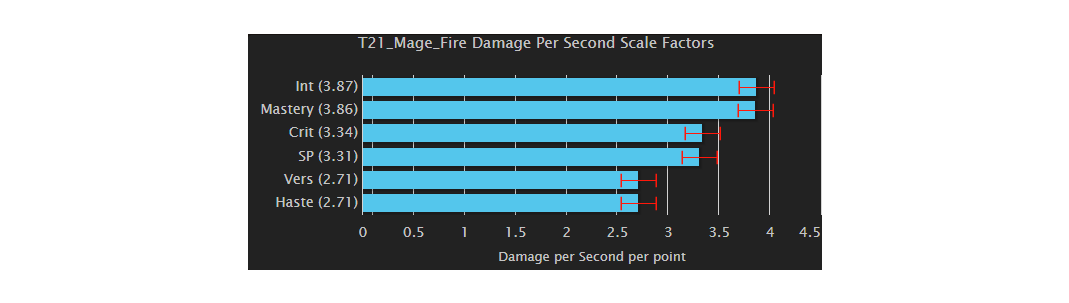 T21_Mage_Fire Damage Per Second Scale Factors
Int (3.87)
Mastery (3.86)
Crit (3.34)
SP (3.31)
Vers (2.71)
Haste (2.71)
0 0.5 1 1.5 2 2.5 3 3.5 4 4.5
Damage per Second per point